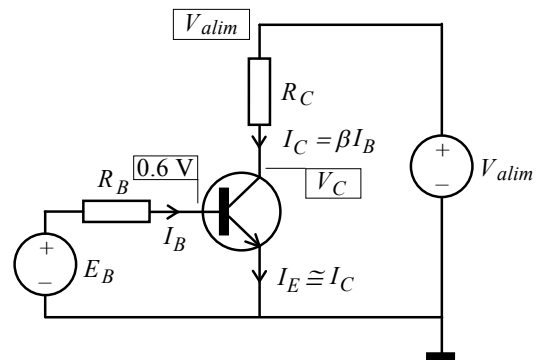 V_alim
R_C
I_C = βI_B
0.6 V
R_B
V_C
+
−
V_alim
I_B
+
−
E_B
I_E ≅ I_C